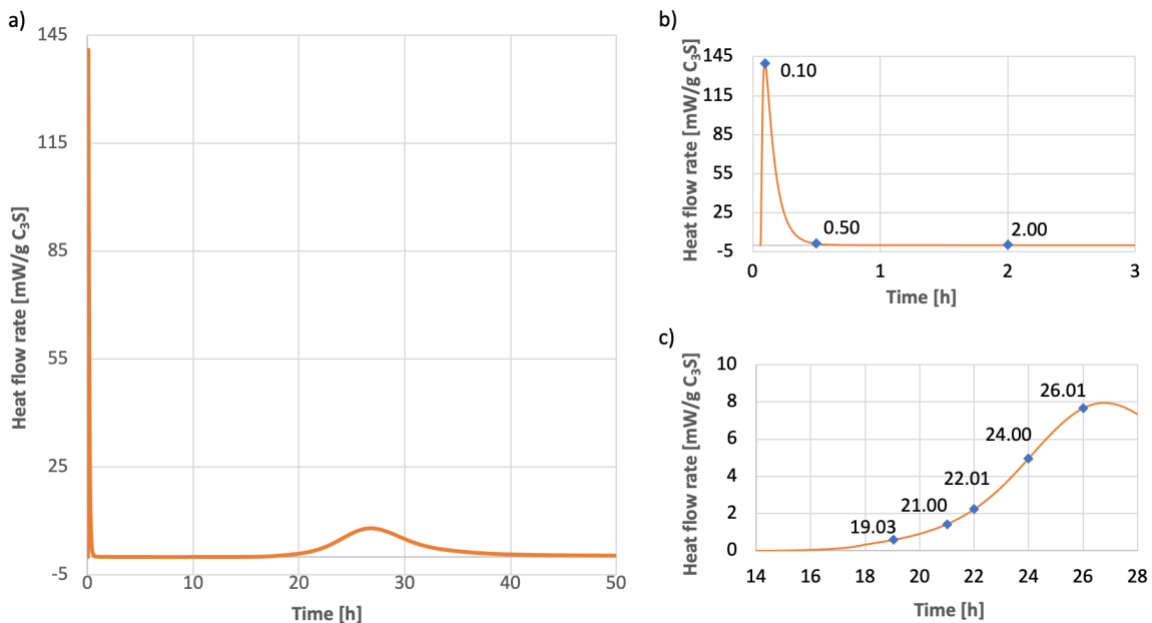 a)
Heat flow rate [mW/g C₃S]
145
115
85
55
25
-5
0 10 20 30 40 50
Time [h]
b)
Heat flow rate [mW/g C₃S]
145
115
85
55
25
-5
0.10
0.50
2.00
0 1 2 3
Time [h]
c)
Heat flow rate [mW/g C₃S]
10
8
6
4
2
0
26.01
24.00
22.01
21.00
19.03
14 16 18 20 22 24 26 28
Time [h]